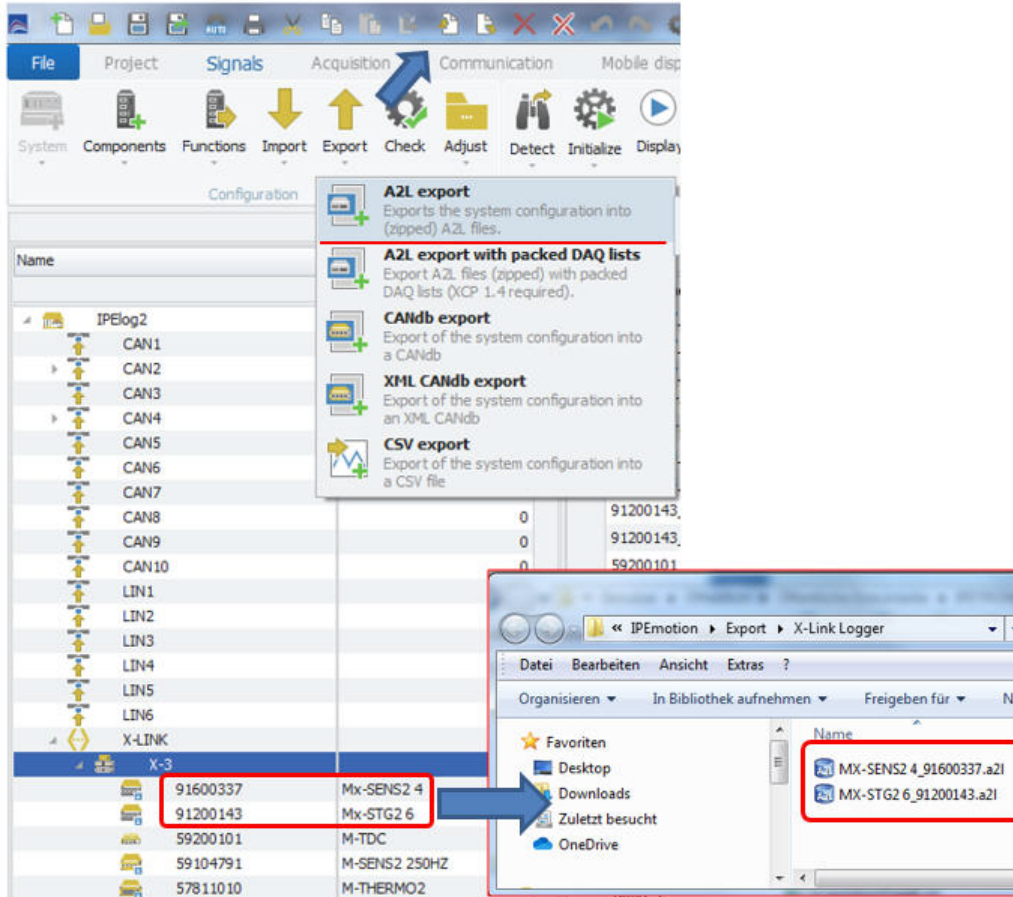 AUTO
File Project Signals Acquisition Communication Mobile disp
System Components Functions Import Export Check Adjust Detect Initialize Display
Configuration
A2L export
Exports the system configuration into
(zipped) A2L files.
A2L export with packed DAQ lists
Export A2L files (zipped) with packed
DAQ lists (XCP 1.4 required).
CANdb export
Export of the system configuration into
a CANdb
XML CANdb export
Export of the system configuration into
an XML CANdb
CSV export
Export of the system configuration into
a CSV file
Name
IPElog2
CAN1
CAN2
CAN3
CAN4
CAN5
CAN6
CAN7
CAN8 0 91200143_
CAN9 0 91200143_
CAN10 0 59200101
LIN1
LIN2
LIN3
LIN4
LIN5
LIN6
X-LINK
X-3
91600337 Mx-SENS2 4
91200143 Mx-STG2 6
59200101 M-TDC
59104791 M-SENS2 250HZ
57811010 M-THERMO2
« IPEmotion Export X-Link Logger
Datei Bearbeiten Ansicht Extras ?
Organisieren In Bibliothek aufnehmen Freigeben für N
Favoriten
Desktop
Downloads
Zuletzt besucht
OneDrive
Name
MX-SENS2 4_91600337.a2l
MX-STG2 6_91200143.a2l